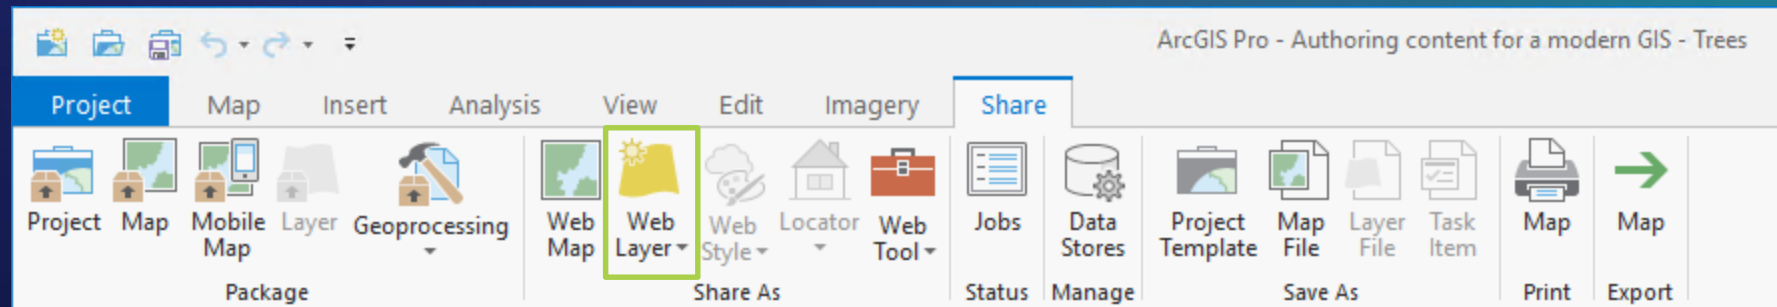 ArcGIS Pro - Authoring content for a modern GIS - Trees
Project Map Insert Analysis View Edit Imagery Share
Project Map Mobile Map Layer Geoprocessing Web Map Web Layer Web Style Locator Web Tool Jobs Data Stores Project Template Map File Layer File Task Item Map Map
Package Share As Status Manage Save As Print Export